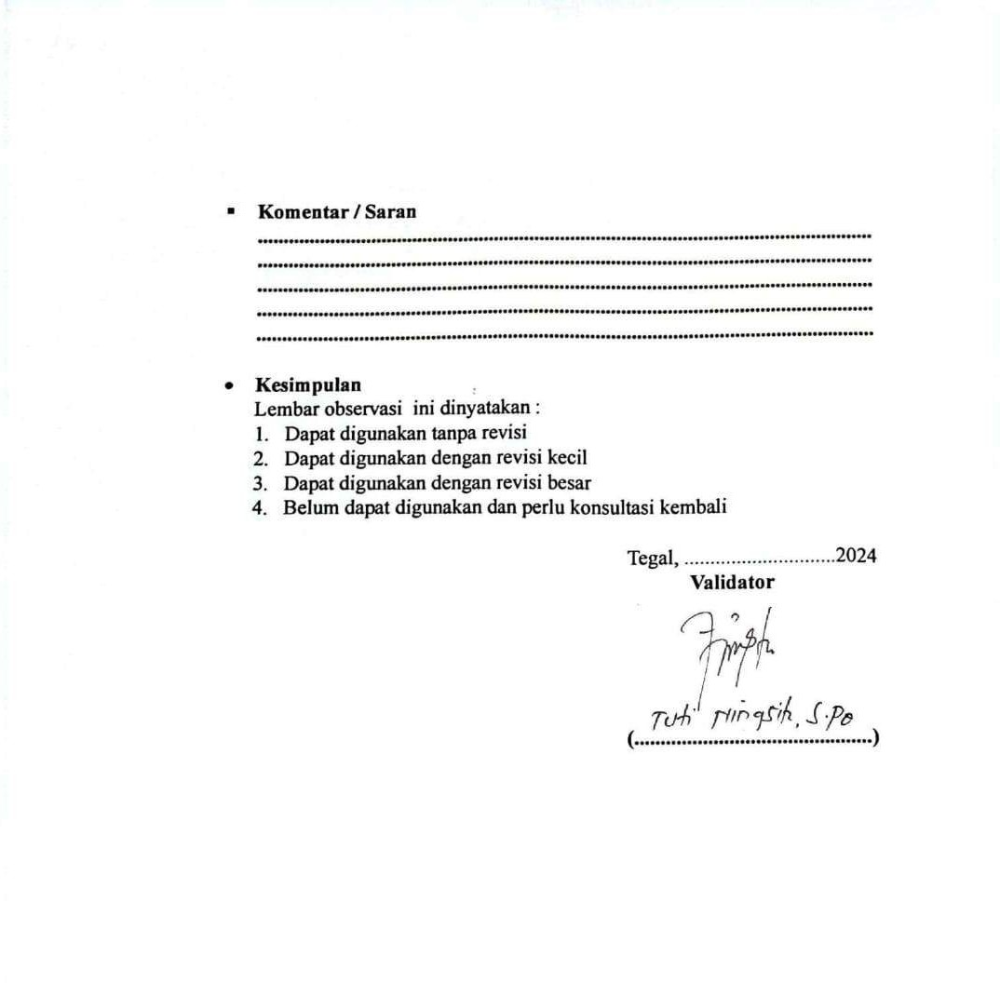 ▪ Komentar / Saran
........................................................................
........................................................................
........................................................................
........................................................................
........................................................................
• Kesimpulan
Lembar observasi ini dinyatakan :
1. Dapat digunakan tanpa revisi
2. Dapat digunakan dengan revisi kecil
3. Dapat digunakan dengan revisi besar
4. Belum dapat digunakan dan perlu konsultasi kembali
Tegal, .............................2024
Validator
Tuti Ningsih, S.Pd
(..............................................)